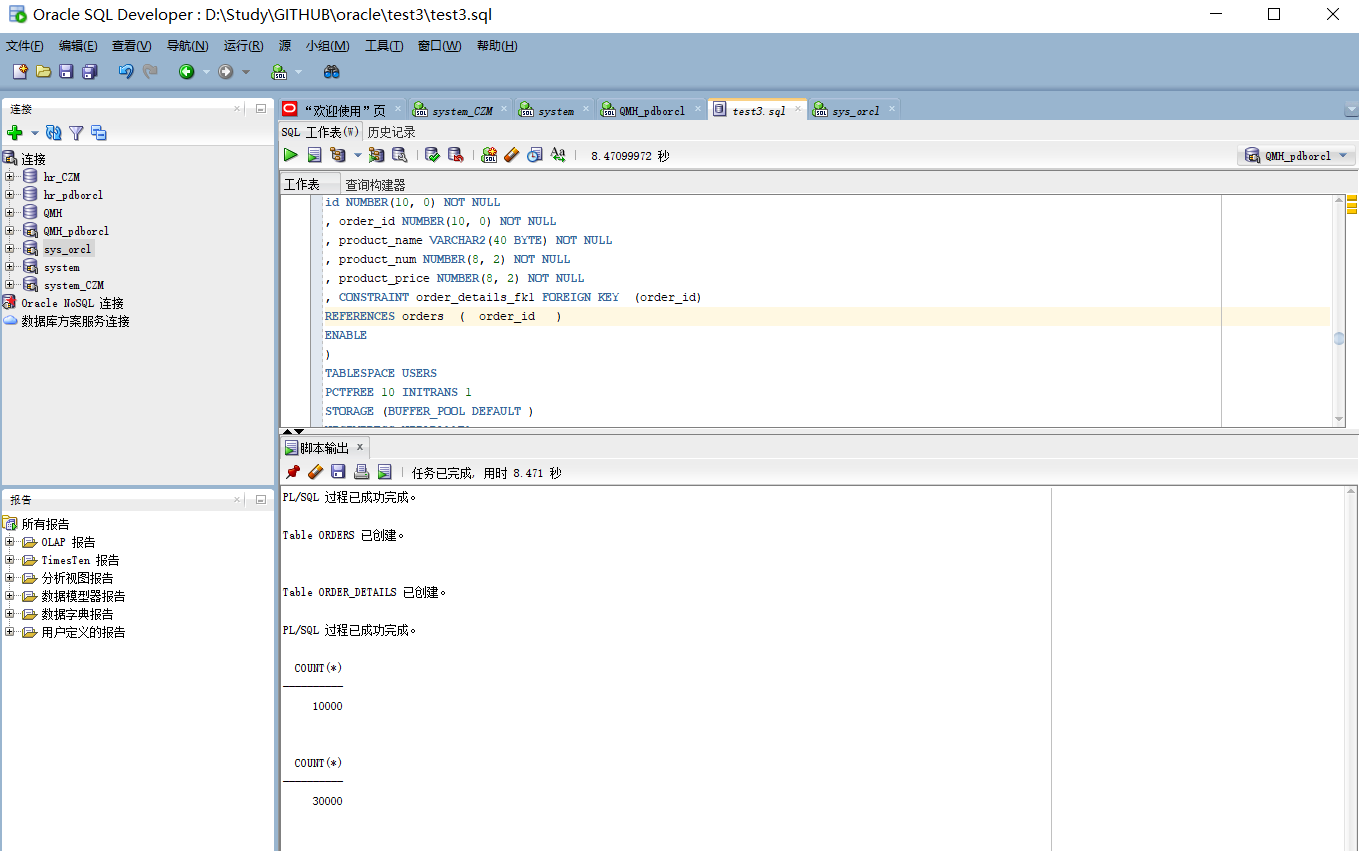 Oracle SQL Developer : D:\Study\GITHUB\oracle\test3\test3.sql
文件(F) 编辑(E) 查看(V) 导航(N) 运行(R) 源 小组(M) 工具(T) 窗口(W) 帮助(H)
连接
连接
hr_CZM
hr_pdborcl
QMH
QMH_pdborcl
sys_orcl
system
system_CZM
Oracle NoSQL 连接
数据库方案服务连接
报告
所有报告
OLAP 报告
TimesTen 报告
分析视图报告
数据模型器报告
数据字典报告
用户定义的报告
“欢迎使用”页 system_CZM system QMH_pdborcl test3.sql sys_orcl
SQL 工作表(W) 历史记录
8.47099972 秒 QMH_pdborcl
工作表 查询构建器
id NUMBER(10, 0) NOT NULL
, order_id NUMBER(10, 0) NOT NULL
, product_name VARCHAR2(40 BYTE) NOT NULL
, product_num NUMBER(8, 2) NOT NULL
, product_price NUMBER(8, 2) NOT NULL
, CONSTRAINT order_details_fk1 FOREIGN KEY  (order_id)
REFERENCES orders  (  order_id   )
ENABLE
)
TABLESPACE USERS
PCTFREE 10 INITRANS 1
STORAGE (BUFFER_POOL DEFAULT )
脚本输出
任务已完成, 用时 8.471 秒
PL/SQL 过程已成功完成。
Table ORDERS 已创建。
Table ORDER_DETAILS 已创建。
PL/SQL 过程已成功完成。
COUNT(*)
10000
COUNT(*)
30000